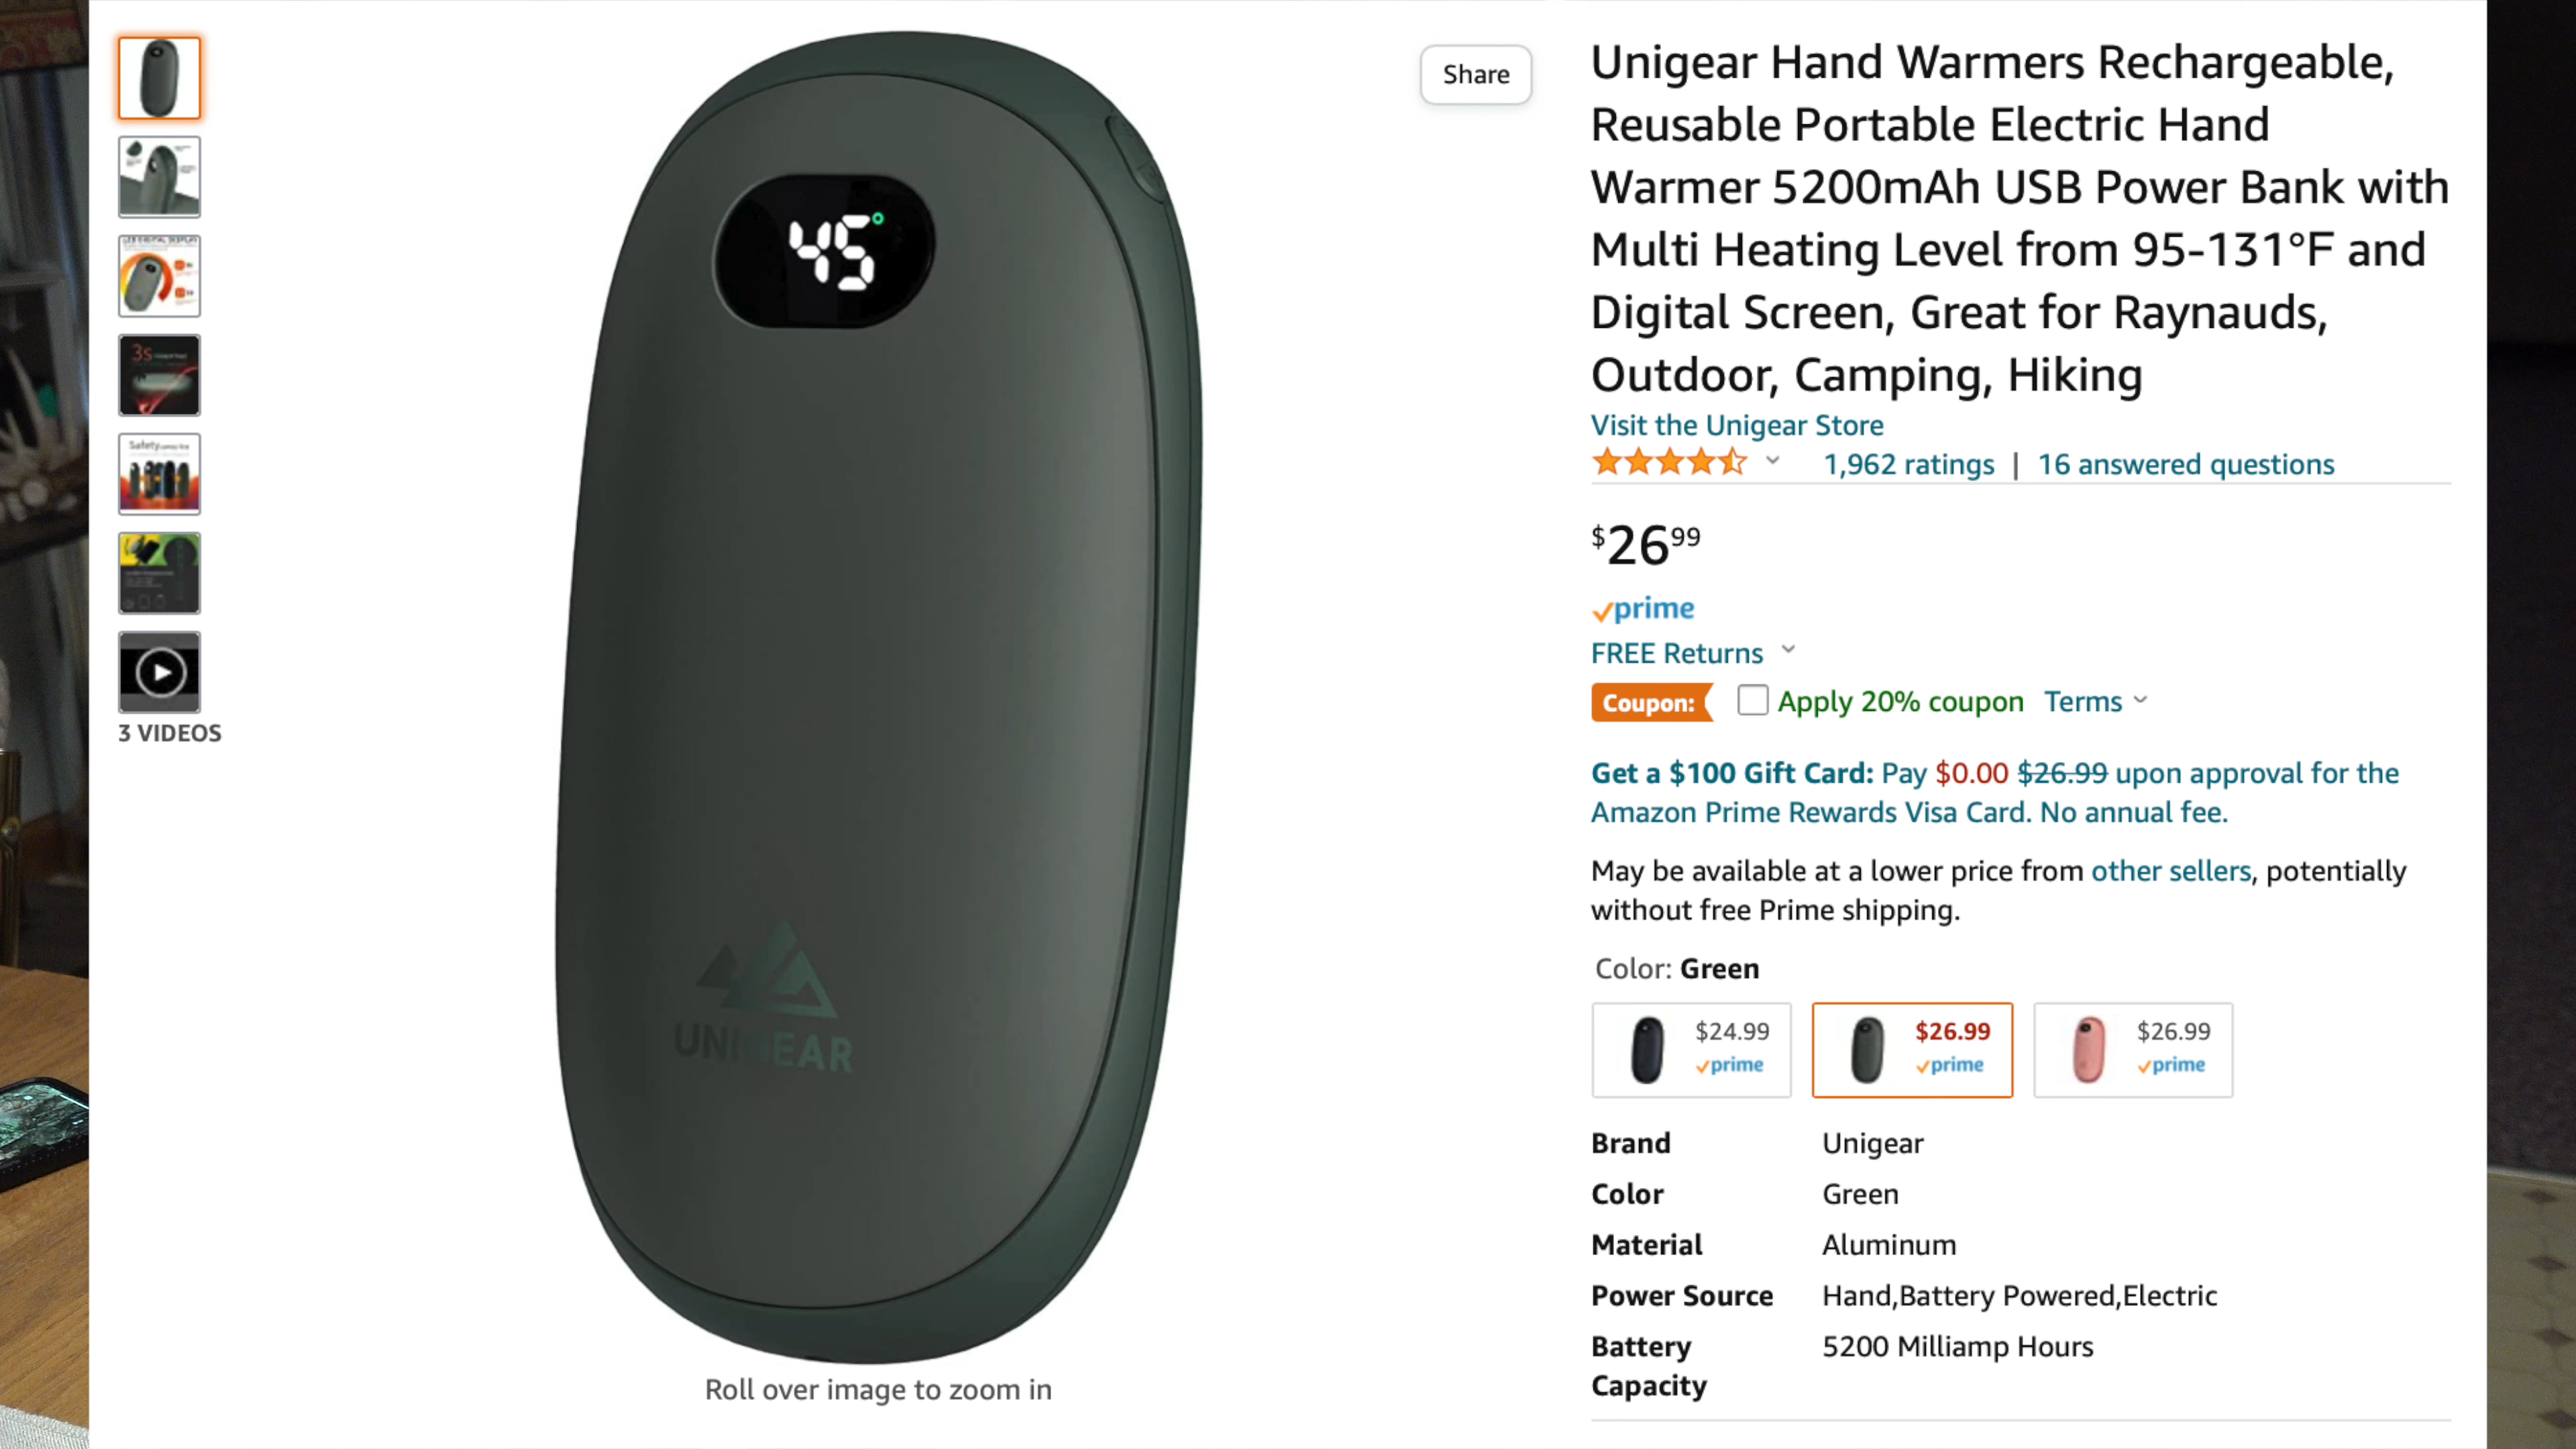 Share
Unigear Hand Warmers Rechargeable,
Reusable Portable Electric Hand
Warmer 5200mAh USB Power Bank with
Multi Heating Level from 95-131°F and
Digital Screen, Great for Raynauds,
Outdoor, Camping, Hiking
Visit the Unigear Store
1,962 ratings | 16 answered questions
$26.99
prime
FREE Returns
Coupon: Apply 20% coupon Terms
Get a $100 Gift Card: Pay $0.00 $26.99 upon approval for the
Amazon Prime Rewards Visa Card. No annual fee.
May be available at a lower price from other sellers, potentially
without free Prime shipping.
Color: Green
$24.99 $26.99 $26.99
prime prime prime
Brand Unigear
Color Green
Material Aluminum
Power Source Hand,Battery Powered,Electric
Battery 5200 Milliamp Hours
Capacity
45°
UNIGEAR
3s
Safety
3 VIDEOS
Roll over image to zoom in